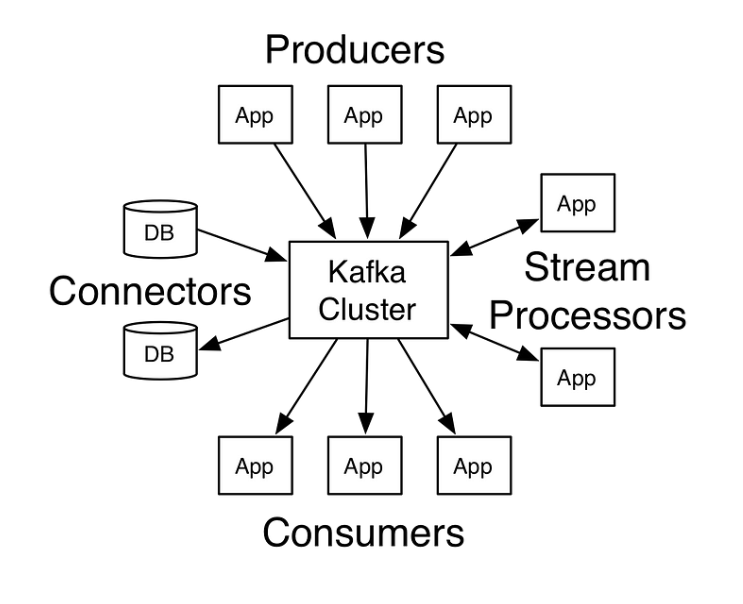 Producers
App
App
App
DB
App
Kafka
Cluster
Connectors
Stream
Processors
DB
App
App
App
App
Consumers